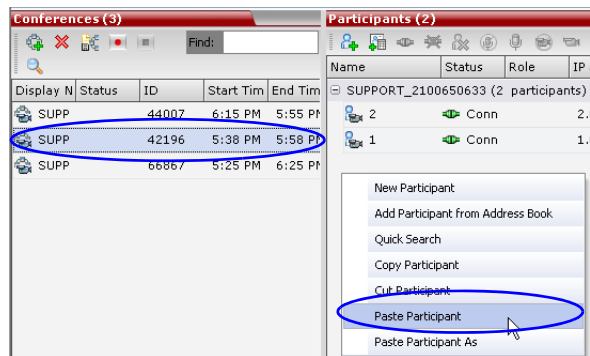 Conferences (3)
Find:
Display N Status ID Start Tim End Tim
SUPP 44007 6:15 PM 5:55 PM
SUPP 42196 5:38 PM 5:58 PM
SUPP 66867 5:25 PM 6:25 PM
Participants (2)
Name Status Role IP
SUPPORT_2100650633 (2 participants)
2 Conn 2.
1 Conn 1.
New Participant
Add Participant from Address Book
Quick Search
Copy Participant
Cut Participant
Paste Participant
Paste Participant As